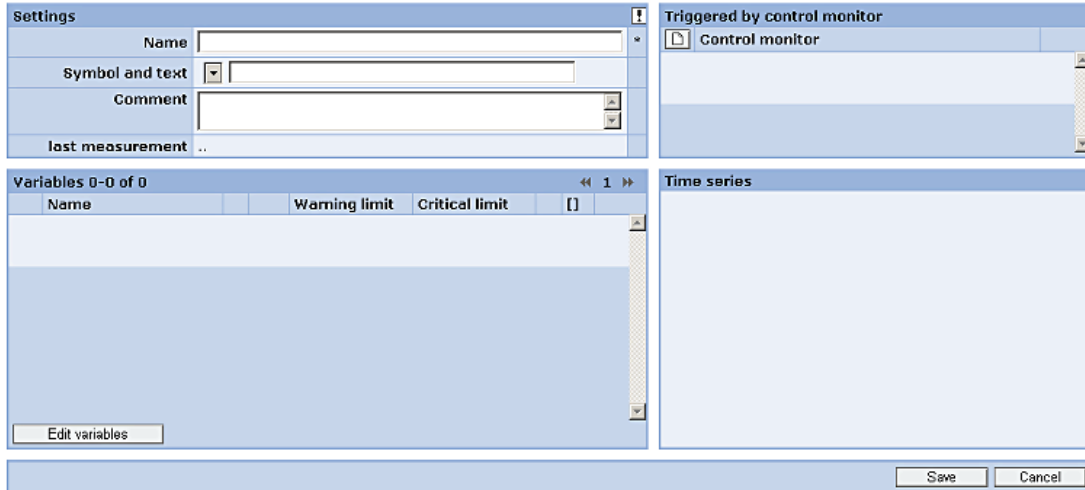 Settings
Name *
Symbol and text
Comment
last measurement ..
Triggered by control monitor
Control monitor
Variables 0-0 of 0 1
Name Warning limit Critical limit []
Edit variables
Time series
Save Cancel